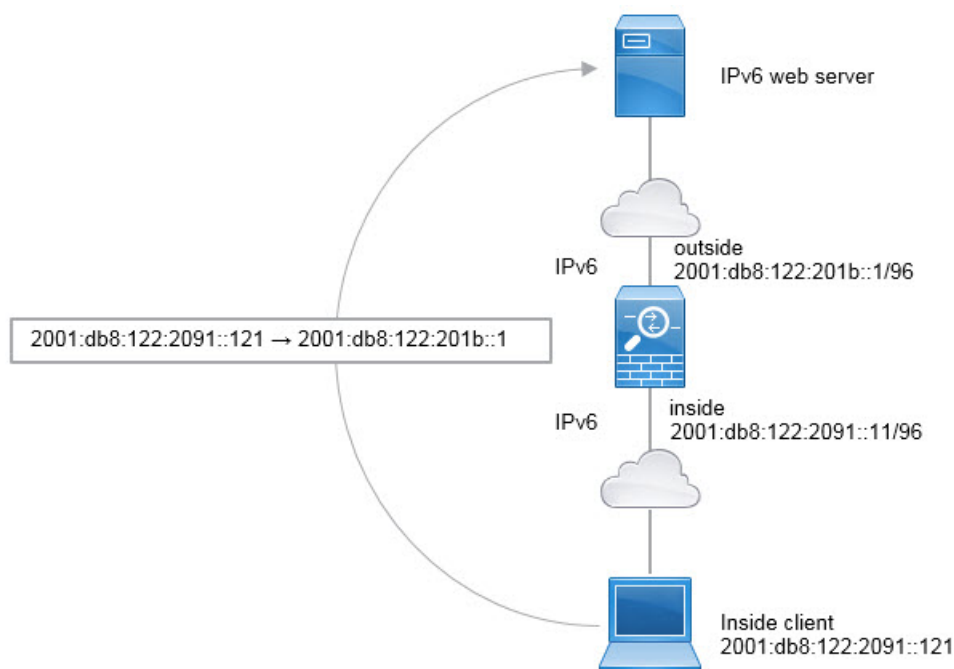 IPv6 web server
outside
IPv6
2001:db8:122:201b::1/96
2001:db8:122:2091::121 → 2001:db8:122:201b::1
inside
IPv6
2001:db8:122:2091::11/96
Inside client
2001:db8:122:2091::121